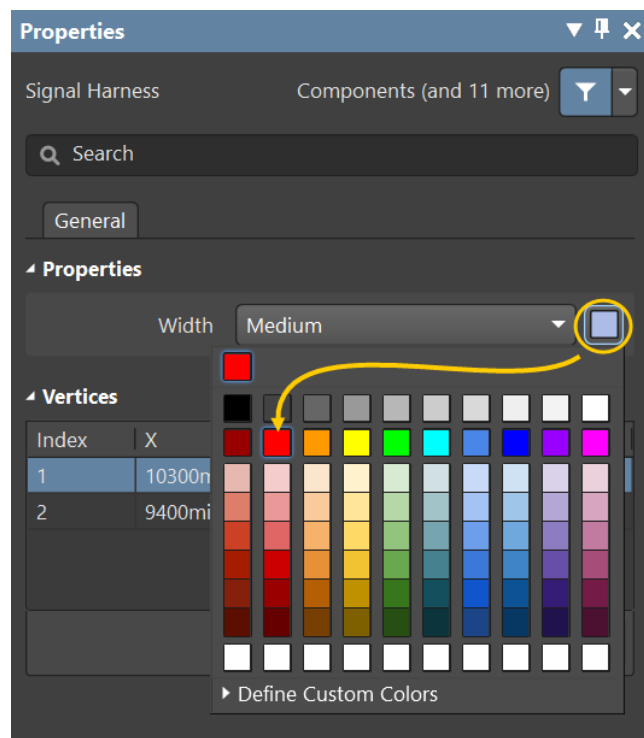 Properties
Signal Harness Components (and 11 more)
Search
General
Properties
Width Medium
Vertices
Index X
1 10300m
2 9400mi
Define Custom Colors